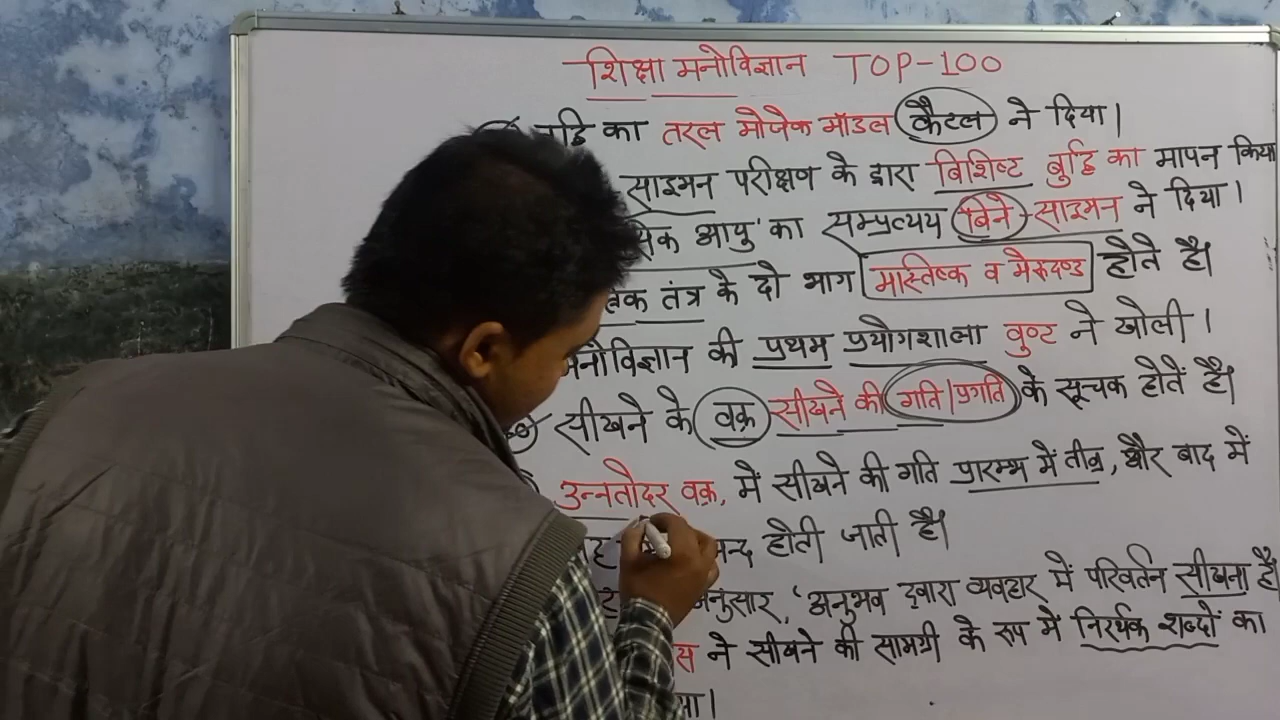 शिक्षा मनोविज्ञान TOP-100
का तरल मोजेक मॉडल कैटल ने दिया।
साइमन परीक्षण के द्वारा विशिष्ट बुद्धि का मापन किया
आयु' का सम्प्रत्यय 'बिने-साइमन ने दिया।
तंत्र के दो भाग मास्तिष्क व मेरूदण्ड होते है।
मनोविज्ञान की प्रथम प्रयोगशाला वुण्ट ने खोली।
सीखने के वक्र सीखने की गति/प्रगति के सूचक होते है।
उन्नतोदर वक्र, में सीखने की गति प्रारम्भ में तीव्र, और बाद में
होती जाती है।
अनुसार, 'अनुभव द्वारा व्यवहार में परिवर्तन सीखना है
ने सीखने की सामग्री के रूप में निरर्थक शब्दों का